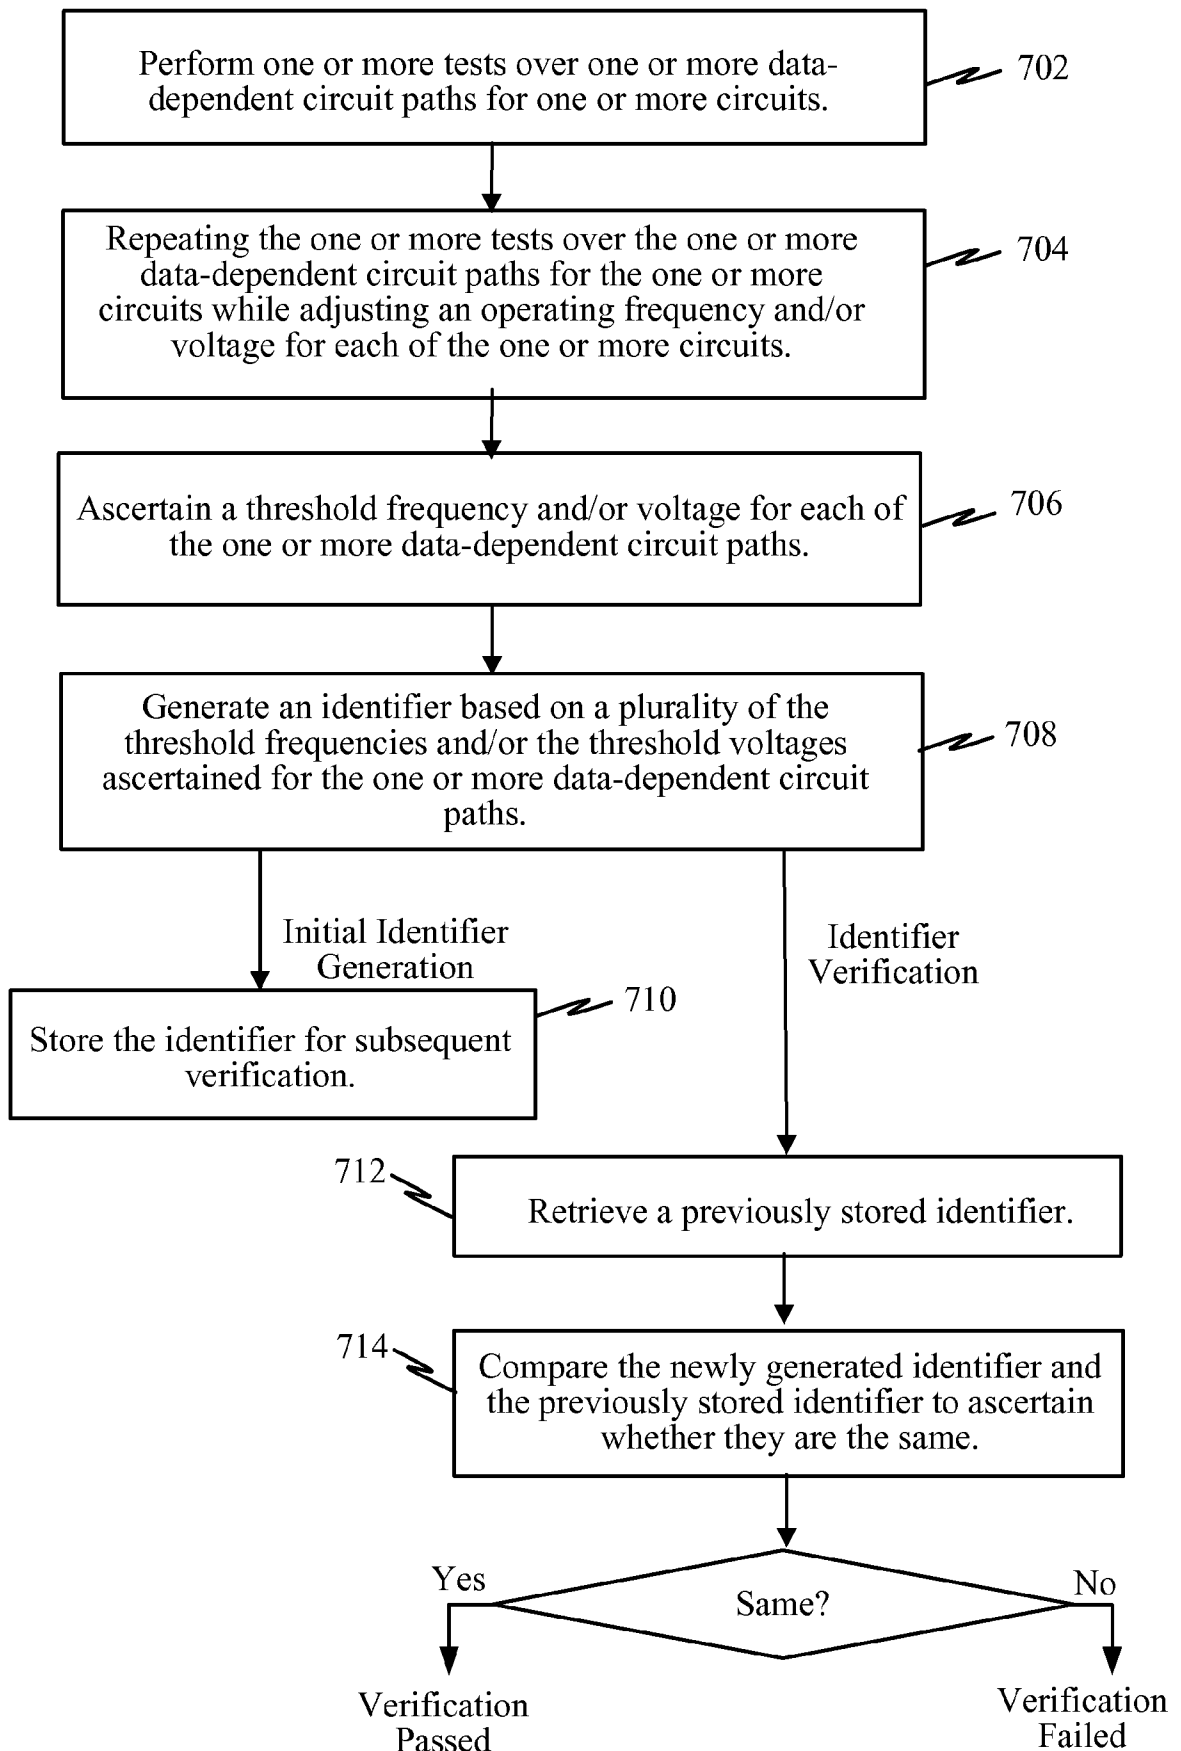 Perform one or more tests over one or more data-
dependent circuit paths for one or more circuits.
702
Repeating the one or more tests over the one or more
data-dependent circuit paths for the one or more
circuits while adjusting an operating frequency and/or
voltage for each of the one or more circuits.
704
Ascertain a threshold frequency and/or voltage for each of
the one or more data-dependent circuit paths.
706
Generate an identifier based on a plurality of the
threshold frequencies and/or the threshold voltages
ascertained for the one or more data-dependent circuit
paths.
708
Initial Identifier
Generation
Identifier
Verification
Store the identifier for subsequent
verification.
710
712
Retrieve a previously stored identifier.
714
Compare the newly generated identifier and
the previously stored identifier to ascertain
whether they are the same.
Yes
Same?
No
Verification
Passed
Verification
Failed